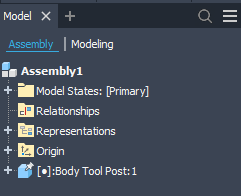 Model
Assembly | Modeling
Assembly1
Model States: [Primary]
Relationships
Representations
Origin
[●]:Body Tool Post:1